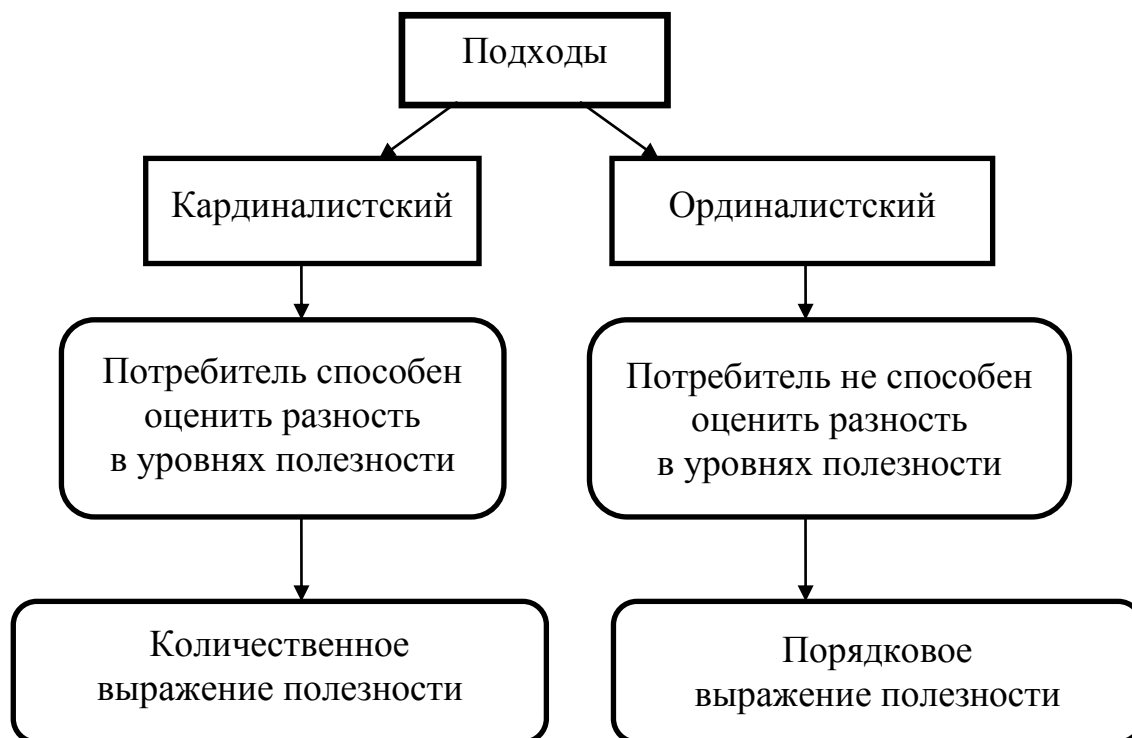 Подходы
Кардиналистский
Ординалистский
Потребитель способен
оценить разность
в уровнях полезности
Потребитель не способен
оценить разность
в уровнях полезности
Количественное
выражение полезности
Порядковое
выражение полезности